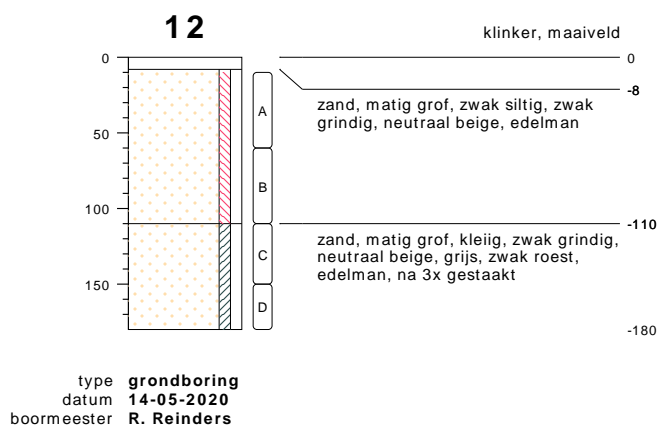 12
klinker, maaiveld
0
0
-8
zand, matig grof, zwak siltig, zwak
grindig, neutraal beige, edelman
A
50
B
100
-110
zand, matig grof, kleiig, zwak grindig,
neutraal beige, grijs, zwak roest,
edelman, na 3x gestaakt
C
150
D
-180
type grondboring
datum 14-05-2020
boormeester R. Reinders